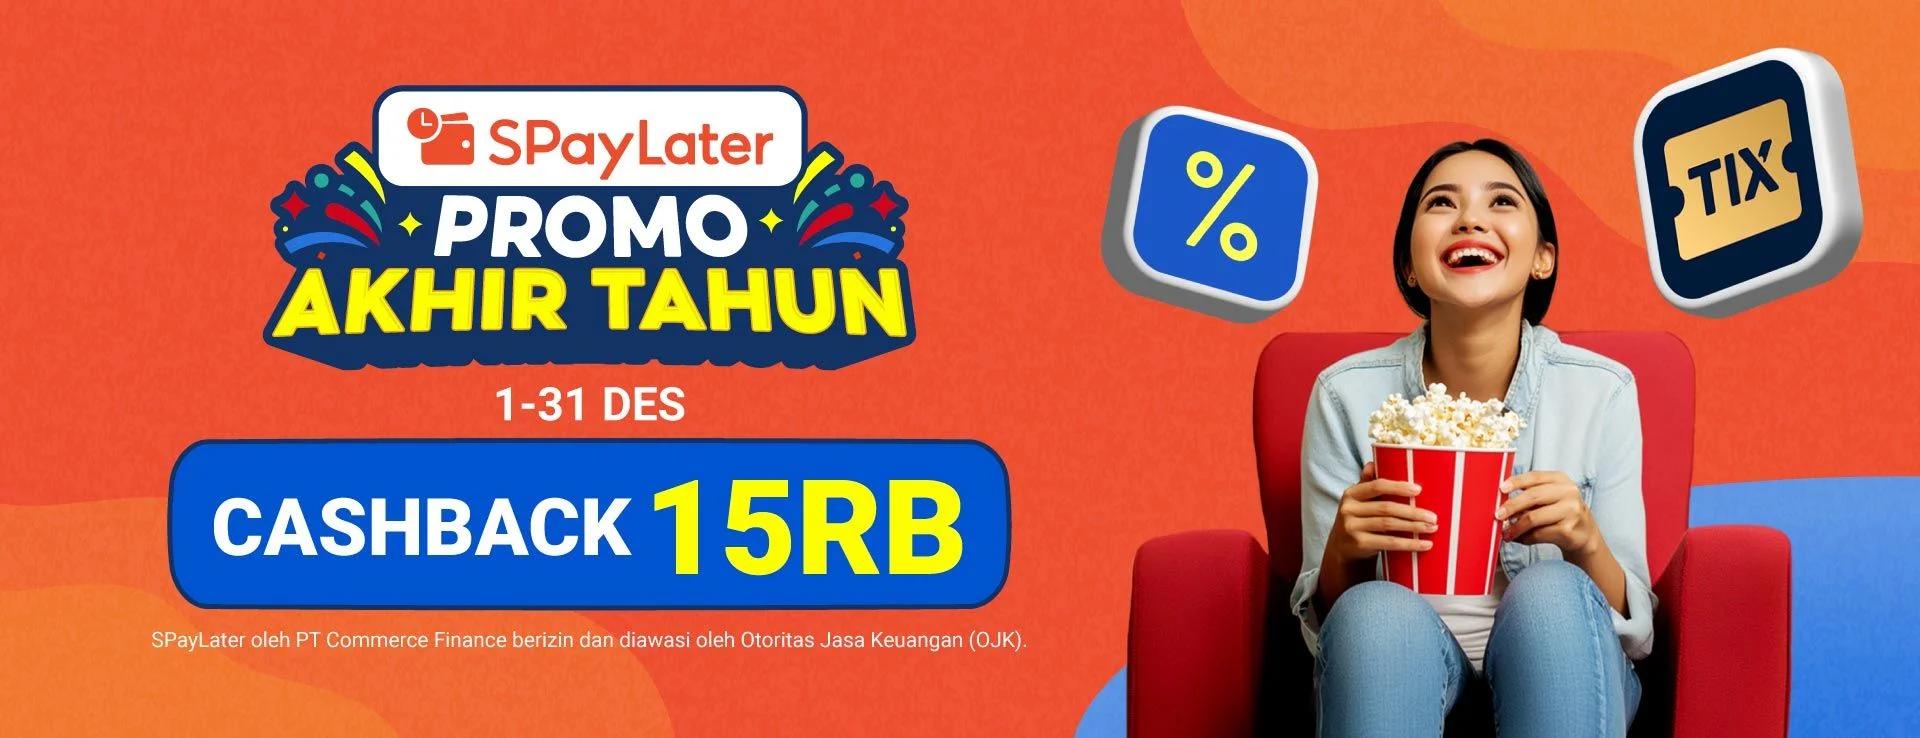 SPayLater
PROMO
AKHIR TAHUN
1-31 DES
CASHBACK 15RB
SPayLater oleh PT Commerce Finance berizin dan diawasi oleh Otoritas Jasa Keuangan (OJK).
%
TIX